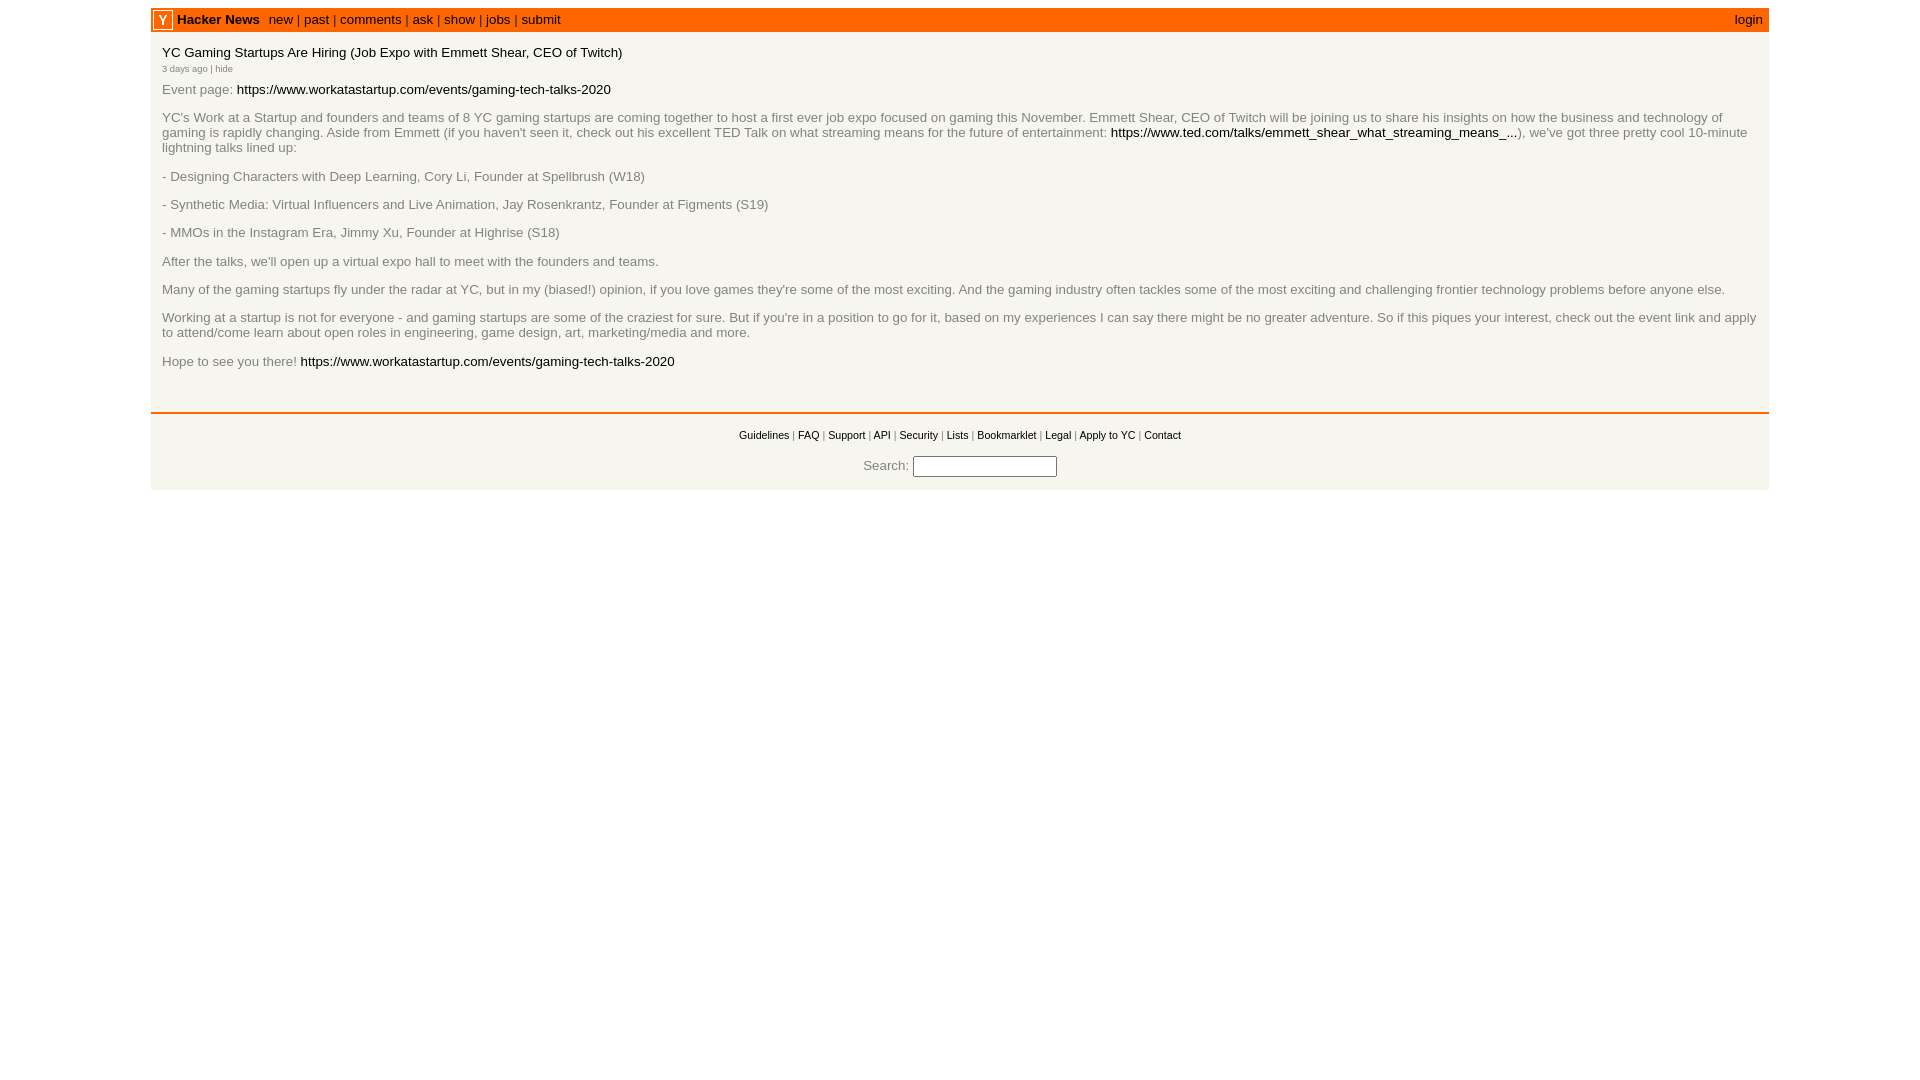 Y Hacker News new | past | comments | ask | show | jobs | submit login
YC Gaming Startups Are Hiring (Job Expo with Emmett Shear, CEO of Twitch)
3 days ago | hide
Event page: https://www.workatastartup.com/events/gaming-tech-talks-2020
YC's Work at a Startup and founders and teams of 8 YC gaming startups are coming together to host a first ever job expo focused on gaming this November. Emmett Shear, CEO of Twitch will be joining us to share his insights on how the business and technology of
gaming is rapidly changing. Aside from Emmett (if you haven't seen it, check out his excellent TED Talk on what streaming means for the future of entertainment: https://www.ted.com/talks/emmett_shear_what_streaming_means_...), we've got three pretty cool 10-minute
lightning talks lined up:
- Designing Characters with Deep Learning, Cory Li, Founder at Spellbrush (W18)
- Synthetic Media: Virtual Influencers and Live Animation, Jay Rosenkrantz, Founder at Figments (S19)
- MMOs in the Instagram Era, Jimmy Xu, Founder at Highrise (S18)
After the talks, we'll open up a virtual expo hall to meet with the founders and teams.
Many of the gaming startups fly under the radar at YC, but in my (biased!) opinion, if you love games they're some of the most exciting. And the gaming industry often tackles some of the most exciting and challenging frontier technology problems before anyone else.
Working at a startup is not for everyone - and gaming startups are some of the craziest for sure. But if you're in a position to go for it, based on my experiences I can say there might be no greater adventure. So if this piques your interest, check out the event link and apply
to attend/come learn about open roles in engineering, game design, art, marketing/media and more.
Hope to see you there! https://www.workatastartup.com/events/gaming-tech-talks-2020
Guidelines | FAQ | Support | API | Security | Lists | Bookmarklet | Legal | Apply to YC | Contact
Search: